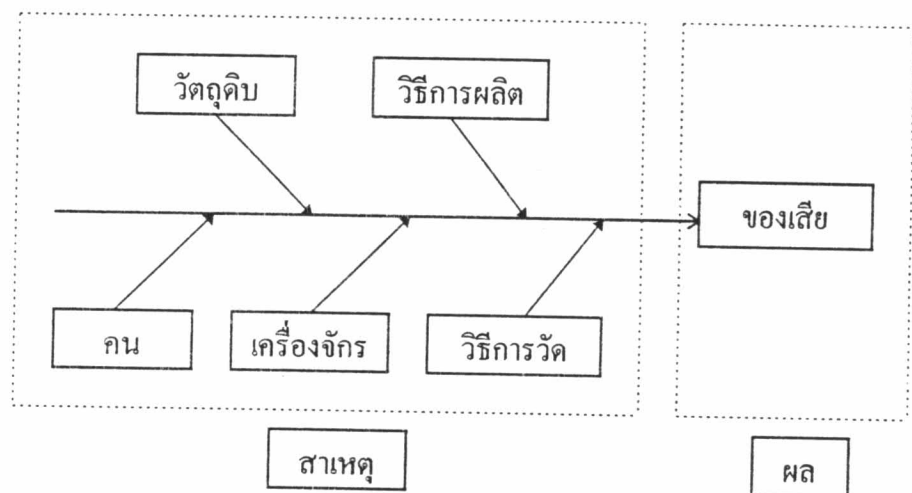 วัตถุดิบ
วิธีการผลิต
ของเสีย
คน
เครื่องจักร
วิธีการวัด
สาเหตุ
ผล